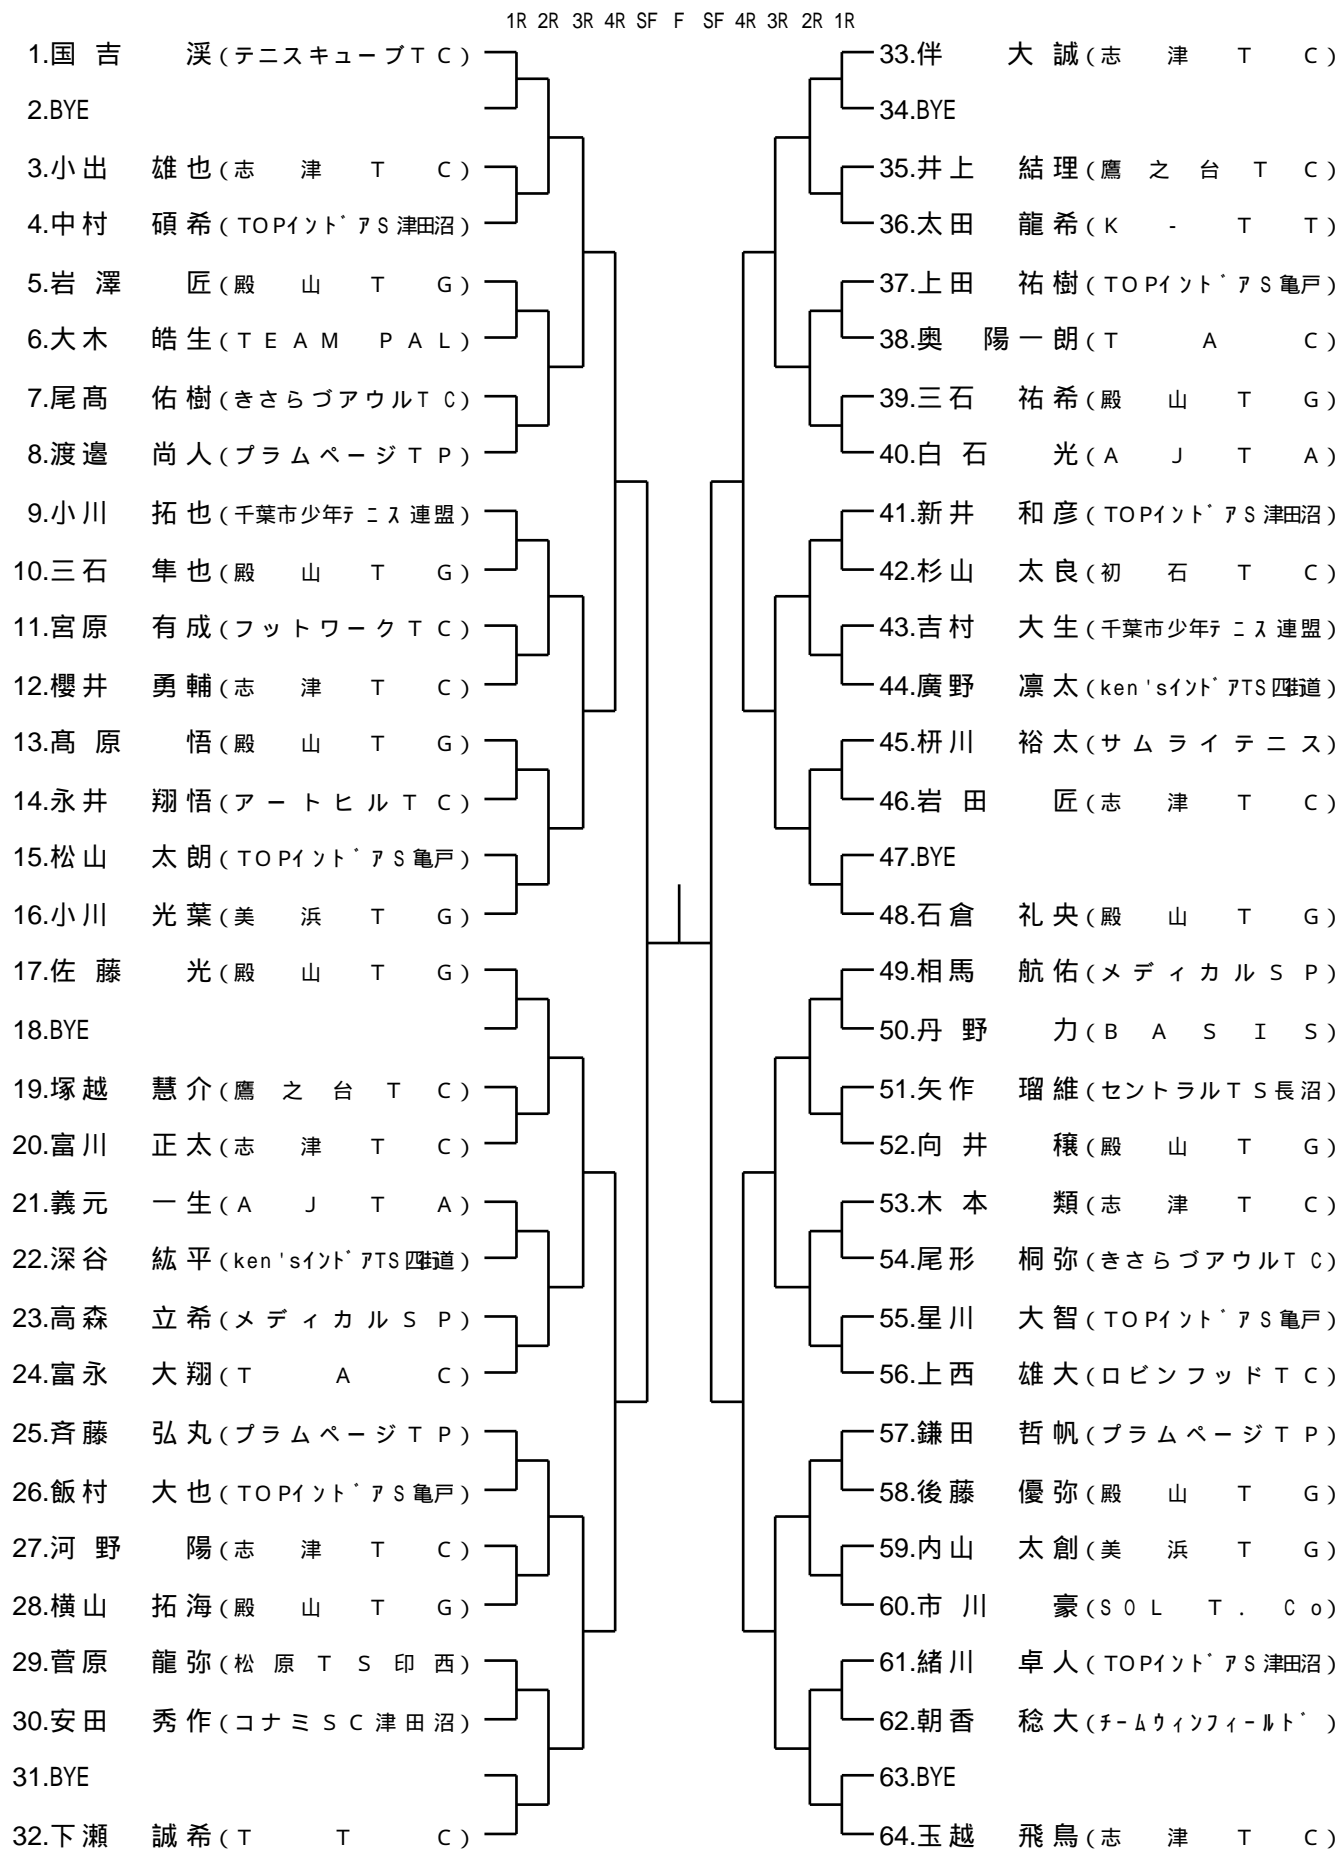 1R 2R 3R 4R SF F SF 4R 3R 2R 1R
1.国吉 渓(テニスキューブTC)
2.BYE
3.小出 雄也(志津TC)
4.中村 碩希(TOPインドアS津田沼)
5.岩澤 匠(殿山TG)
6.大木 皓生(TEAM PAL)
7.尾髙 佑樹(きさらづアウルTC)
8.渡邉 尚人(プラムページTP)
9.小川 拓也(千葉市少年テニス連盟)
10.三石 隼也(殿山TG)
11.宮原 有成(フットワークTC)
12.櫻井 勇輔(志津TC)
13.髙原 悟(殿山TG)
14.永井 翔悟(アートヒルTC)
15.松山 太朗(TOPインドアS亀戸)
16.小川 光葉(美浜TG)
17.佐藤 光(殿山TG)
18.BYE
19.塚越 慧介(鷹之台TC)
20.富川 正太(志津TC)
21.義元 一生(AJTA)
22.深谷 紘平(ken'sインドアTS四街道)
23.高森 立希(メディカルSP)
24.富永 大翔(TAC)
25.斉藤 弘丸(プラムページTP)
26.飯村 大也(TOPインドアS亀戸)
27.河野 陽(志津TC)
28.横山 拓海(殿山TG)
29.菅原 龍弥(松原TS印西)
30.安田 秀作(コナミSC津田沼)
31.BYE
32.下瀬 誠希(TTC)
33.伴 大誠(志津TC)
34.BYE
35.井上 結理(鷹之台TC)
36.太田 龍希(K-TT)
37.上田 祐樹(TOPインドアS亀戸)
38.奥 陽一朗(TAC)
39.三石 祐希(殿山TG)
40.白石 光(AJTA)
41.新井 和彦(TOPインドアS津田沼)
42.杉山 太良(初石TC)
43.吉村 大生(千葉市少年テニス連盟)
44.廣野 凛太(ken'sインドアTS四街道)
45.枡川 裕太(サムライテニス)
46.岩田 匠(志津TC)
47.BYE
48.石倉 礼央(殿山TG)
49.相馬 航佑(メディカルSP)
50.丹野 力(BASIS)
51.矢作 瑠維(セントラルTS長沼)
52.向井 穣(殿山TG)
53.木本 類(志津TC)
54.尾形 桐弥(きさらづアウルTC)
55.星川 大智(TOPインドアS亀戸)
56.上西 雄大(ロビンフッドTC)
57.鎌田 哲帆(プラムページTP)
58.後藤 優弥(殿山TG)
59.内山 太創(美浜TG)
60.市川 豪(SOL T.Co)
61.緒川 卓人(TOPインドアS津田沼)
62.朝香 稔大(チームウィンフィールド)
63.BYE
64.玉越 飛鳥(志津TC)